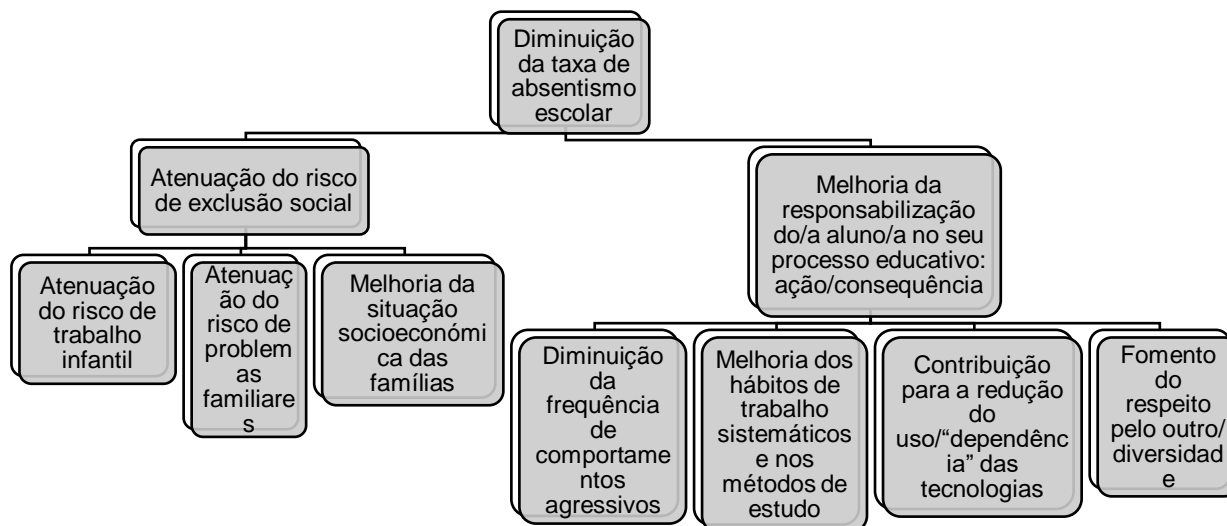 Diminuição
da taxa de
absentismo
escolar
Atenuação do risco
de exclusão social
Melhoria da
responsabilização
do/a aluno/a no seu
processo educativo:
ação/consequência
Atenuação
do risco de
trabalho
infantil
Atenuaç
ão do
risco de
problem
as
familiare
s
Melhoria da
situação
socioeconómi
ca das
famílias
Diminuição
da
frequência
de
comportame
ntos
agressivos
Melhoria dos
hábitos de
trabalho
sistemáticos
e nos
métodos de
estudo
Contribuição
para a redução
do
uso/“dependênc
ia” das
tecnologias
Fomento
do
respeito
pelo outro/
diversidad
e